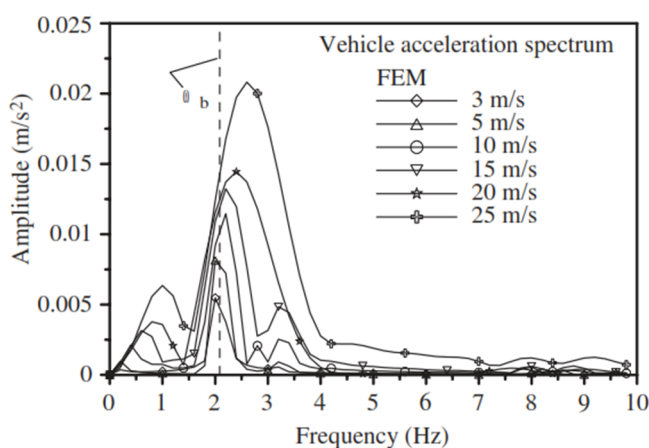 0.025
0.02
0.015
0.01
0.005
0
Amplitude (m/s²)
Vehicle acceleration spectrum
FEM
3 m/s
5 m/s
10 m/s
15 m/s
20 m/s
25 m/s
b
0 1 2 3 4 5 6 7 8 9 10
Frequency (Hz)